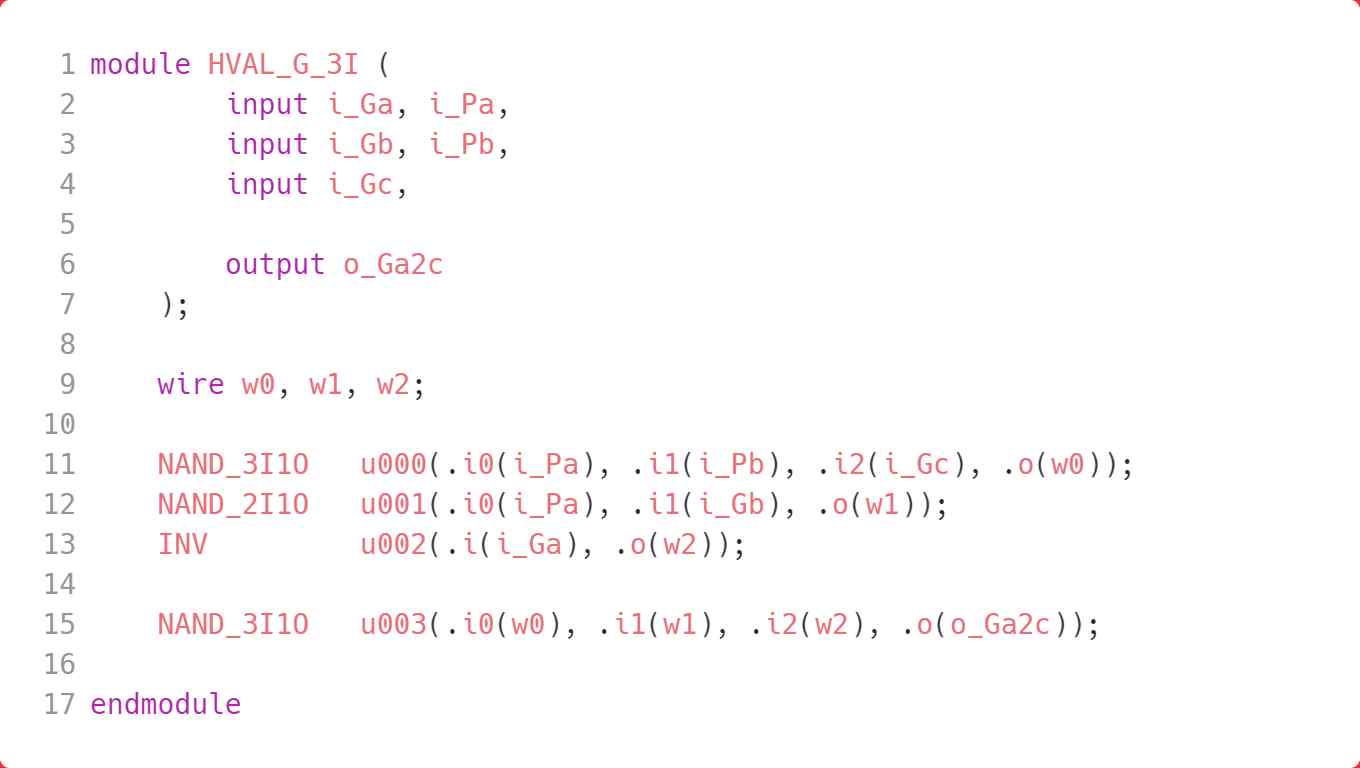 1 module HVAL_G_3I (
2         input i_Ga, i_Pa,
3         input i_Gb, i_Pb,
4         input i_Gc,
5
6         output o_Ga2c
7     );
8
9     wire w0, w1, w2;
10
11     NAND_3I1O   u000(.i0(i_Pa), .i1(i_Pb), .i2(i_Gc), .o(w0));
12     NAND_2I1O   u001(.i0(i_Pa), .i1(i_Gb), .o(w1));
13     INV         u002(.i(i_Ga), .o(w2));
14
15     NAND_3I1O   u003(.i0(w0), .i1(w1), .i2(w2), .o(o_Ga2c));
16
17 endmodule